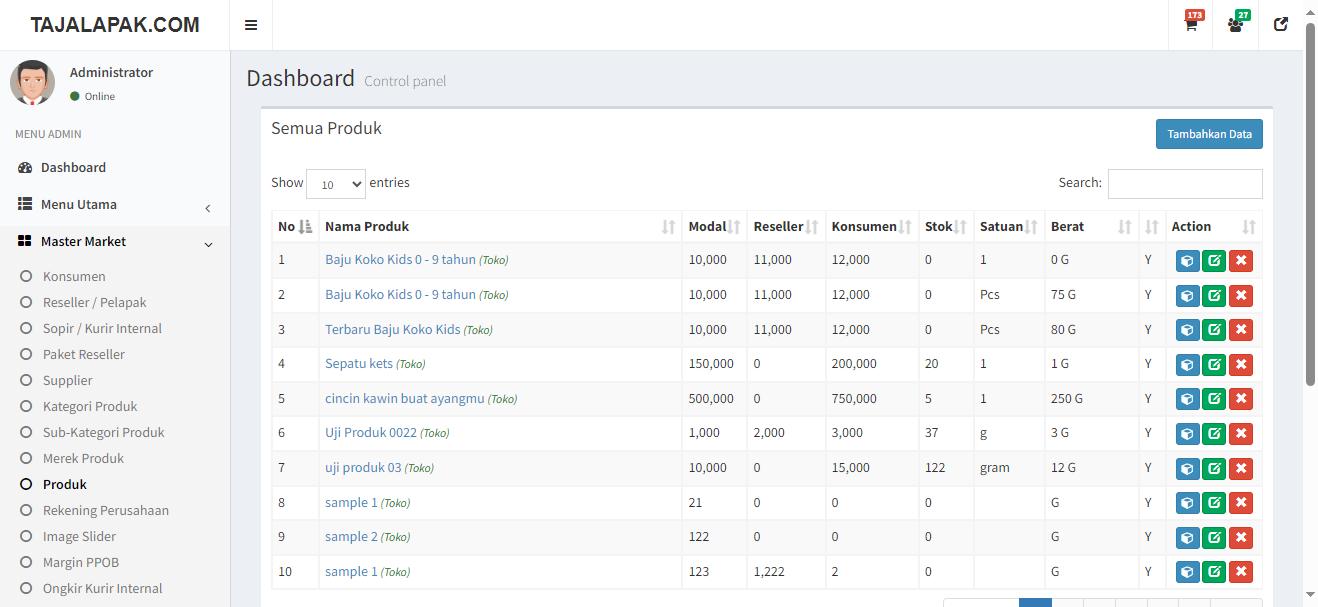 TAJALAPAK.COM
173
27
Administrator
Online
MENU ADMIN
Dashboard
Menu Utama
Master Market
Konsumen
Reseller / Pelapak
Sopir / Kurir Internal
Paket Reseller
Supplier
Kategori Produk
Sub-Kategori Produk
Merek Produk
Produk
Rekening Perusahaan
Image Slider
Margin PPOB
Ongkir Kurir Internal
Dashboard Control panel
Semua Produk
Tambahkan Data
Show 10 entries
Search:
No Nama Produk Modal Reseller Konsumen Stok Satuan Berat Action
1 Baju Koko Kids 0 - 9 tahun (Toko) 10,000 11,000 12,000 0 1 0 G
2 Baju Koko Kids 0 - 9 tahun (Toko) 10,000 11,000 12,000 0 Pcs 75 G Y
3 Terbaru Baju Koko Kids (Toko) 10,000 11,000 12,000 0 Pcs 80 G Y
4 Sepatu kets (Toko) 150,000 0 200,000 20 1 1 G Y
5 cincin kawin buat ayangmu (Toko) 500,000 0 750,000 5 1 250 G Y
6 Uji Produk 0022 (Toko) 1,000 2,000 3,000 37 g 3 G Y
7 uji produk 03 (Toko) 10,000 0 15,000 122 gram 12 G Y
8 sample 1 (Toko) 21 0 0 0 G Y
9 sample 2 (Toko) 122 0 0 0 G Y
10 sample 1 (Toko) 123 1,222 2 0 G Y